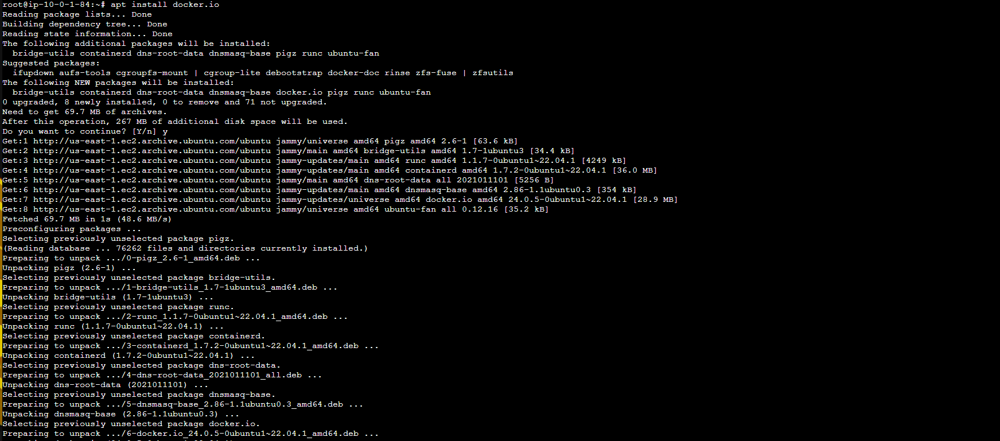 root@ip-10-0-1-84:~# apt install docker.io
Reading package lists... Done
Building dependency tree... Done
Reading state information... Done
The following additional packages will be installed:
  bridge-utils containerd dns-root-data dnsmasq-base pigz runc ubuntu-fan
Suggested packages:
  ifupdown aufs-tools cgroupfs-mount | cgroup-lite debootstrap docker-doc rinse zfs-fuse | zfsutils
The following NEW packages will be installed:
  bridge-utils containerd dns-root-data dnsmasq-base docker.io pigz runc ubuntu-fan
0 upgraded, 8 newly installed, 0 to remove and 71 not upgraded.
Need to get 69.7 MB of archives.
After this operation, 267 MB of additional disk space will be used.
Do you want to continue? [Y/n] y
Get:1 http://us-east-1.ec2.archive.ubuntu.com/ubuntu jammy/universe amd64 pigz amd64 2.6-1 [63.6 kB]
Get:2 http://us-east-1.ec2.archive.ubuntu.com/ubuntu jammy/main amd64 bridge-utils amd64 1.7-1ubuntu3 [34.4 kB]
Get:3 http://us-east-1.ec2.archive.ubuntu.com/ubuntu jammy-updates/main amd64 runc amd64 1.1.7-0ubuntu1~22.04.1 [4249 kB]
Get:4 http://us-east-1.ec2.archive.ubuntu.com/ubuntu jammy-updates/main amd64 containerd amd64 1.7.2-0ubuntu1~22.04.1 [36.0 MB]
Get:5 http://us-east-1.ec2.archive.ubuntu.com/ubuntu jammy/main amd64 dns-root-data all 2021011101 [5256 B]
Get:6 http://us-east-1.ec2.archive.ubuntu.com/ubuntu jammy-updates/main amd64 dnsmasq-base amd64 2.86-1.1ubuntu0.3 [354 kB]
Get:7 http://us-east-1.ec2.archive.ubuntu.com/ubuntu jammy-updates/universe amd64 docker.io amd64 24.0.5-0ubuntu1~22.04.1 [28.9 MB]
Get:8 http://us-east-1.ec2.archive.ubuntu.com/ubuntu jammy/universe amd64 ubuntu-fan all 0.12.16 [35.2 kB]
Fetched 69.7 MB in 1s (48.6 MB/s)
Preconfiguring packages ...
Selecting previously unselected package pigz.
(Reading database ... 76262 files and directories currently installed.)
Preparing to unpack .../0-pigz_2.6-1_amd64.deb ...
Unpacking pigz (2.6-1) ...
Selecting previously unselected package bridge-utils.
Preparing to unpack .../1-bridge-utils_1.7-1ubuntu3_amd64.deb ...
Unpacking bridge-utils (1.7-1ubuntu3) ...
Selecting previously unselected package runc.
Preparing to unpack .../2-runc_1.1.7-0ubuntu1~22.04.1_amd64.deb ...
Unpacking runc (1.1.7-0ubuntu1~22.04.1) ...
Selecting previously unselected package containerd.
Preparing to unpack .../3-containerd_1.7.2-0ubuntu1~22.04.1_amd64.deb ...
Unpacking containerd (1.7.2-0ubuntu1~22.04.1) ...
Selecting previously unselected package dns-root-data.
Preparing to unpack .../4-dns-root-data_2021011101_all.deb ...
Unpacking dns-root-data (2021011101) ...
Selecting previously unselected package dnsmasq-base.
Preparing to unpack .../5-dnsmasq-base_2.86-1.1ubuntu0.3_amd64.deb ...
Unpacking dnsmasq-base (2.86-1.1ubuntu0.3) ...
Selecting previously unselected package docker.io.
Preparing to unpack .../6-docker.io_24.0.5-0ubuntu1~22.04.1_amd64.deb ...